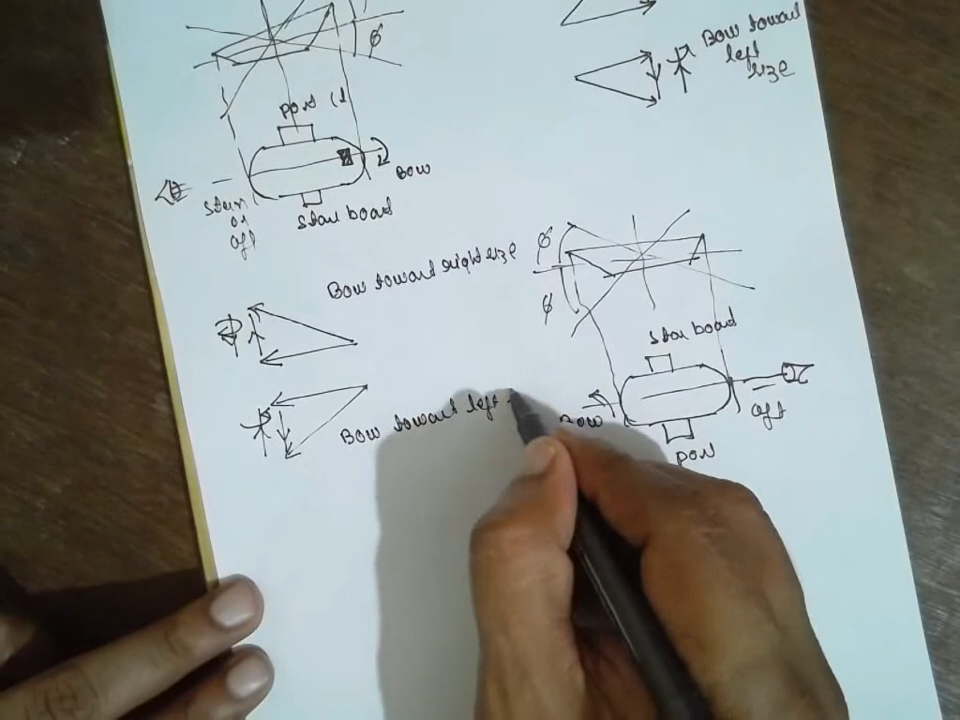 ϕ
Bow toward
left
size
port (l
Bow
Stern
or
aft
Star board
Bow toward right size
ϕ
ϕ
Star board
Bow toward left
Bow
aft
port